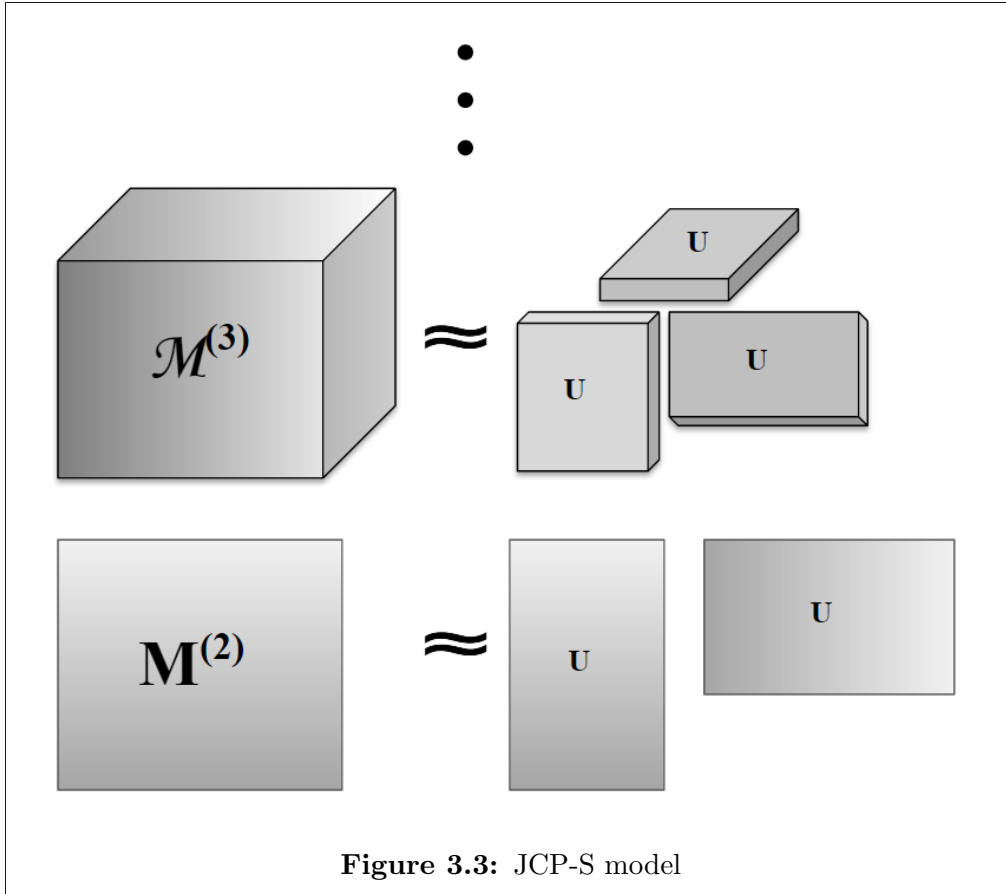 U
𝓜^(3) ≈ U U
M^(2) ≈ U U
Figure 3.3: JCP-S model